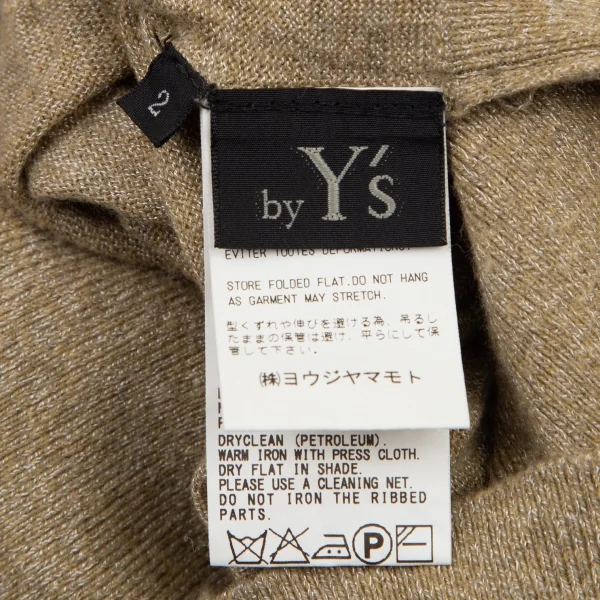 2
by Y's
EVITER TOUTES DEFORMATIONS.
STORE FOLDED FLAT.DO NOT HANG
AS GARMENT MAY STRETCH.
型くずれや伸びを避ける為、吊るし
たままの保管は避け、平らにして保
管して下さい。
㈱ヨウジヤマモト
DRYCLEAN (PETROLEUM).
WARM IRON WITH PRESS CLOTH.
DRY FLAT IN SHADE.
PLEASE USE A CLEANING NET.
DO NOT IRON THE RIBBED
PARTS.
P